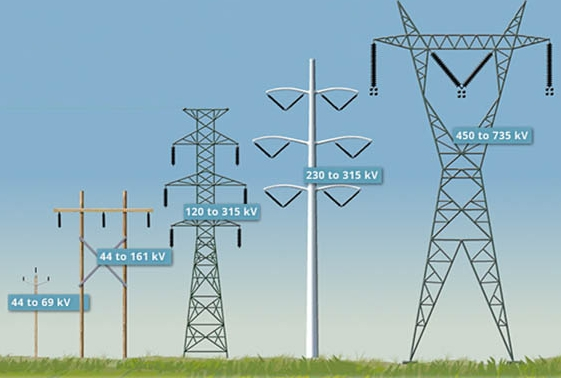 44 to 69 kV
44 to 161 kV
120 to 315 kV
230 to 315 kV
450 to 735 kV